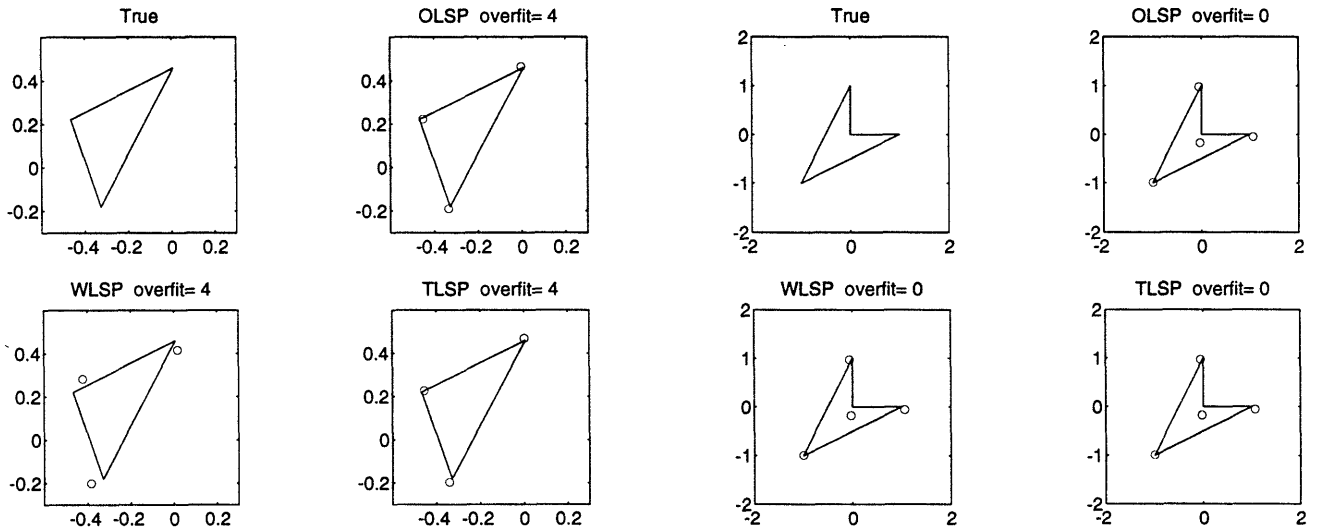 True
0.4
0.2
0
-0.2
-0.4 -0.2 0 0.2
OLSP overfit= 4
0.4
0.2
0
-0.2
-0.4 -0.2 0 0.2
True
2
1
0
-1
-2
-2 0 2
OLSP overfit= 0
2
1
0
-1
-2
-2 0 2
WLSP overfit= 4
0.4
0.2
0
-0.2
-0.4 -0.2 0 0.2
TLSP overfit= 4
0.4
0.2
0
-0.2
-0.4 -0.2 0 0.2
WLSP overfit= 0
2
1
0
-1
-2
-2 0 2
TLSP overfit= 0
2
1
0
-1
-2
-2 0 2